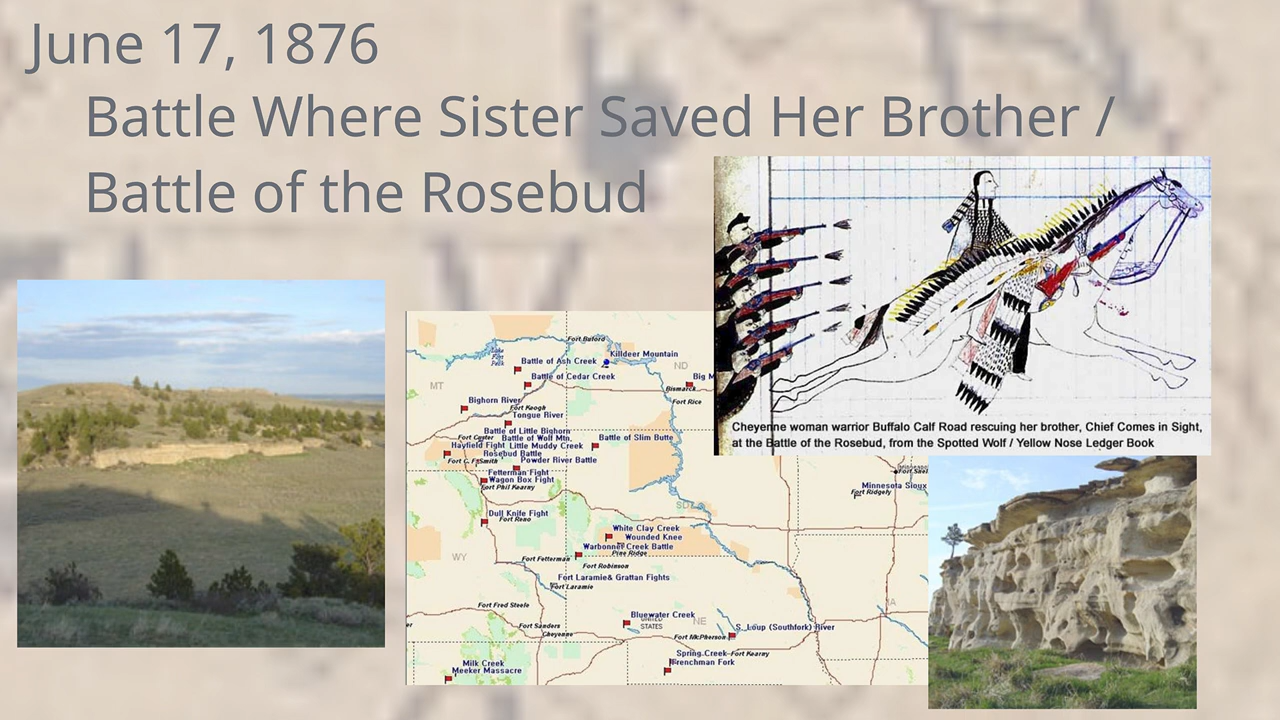 June 17, 1876
Battle Where Sister Saved Her Brother /
Battle of the Rosebud
Cheyenne woman warrior Buffalo Calf Road rescuing her brother, Chief Comes in Sight,
at the Battle of the Rosebud, from the Spotted Wolf / Yellow Nose Ledger Book
Fort Buford
Killdeer Mountain
Battle of Ash Creek
MT
ND
Battle of Cedar Creek
Big M
Bismarck
Bighorn River
Fort Keogh
Fort Rice
Tongue River
Battle of Little Bighorn
Fort Custer
Battle of Wolf Mtn.
Battle of Slim Butte
Hayfield Fight
Little Muddy Creek
Rosebud Battle
Fort C. F. Smith
Powder River Battle
Fetterman Fight
Wagon Box Fight
Fort Phil Kearny
Minnesota Sioux
Fort Ridgely
Dull Knife Fight
Fort Reno
SD
White Clay Creek
Wounded Knee
Warbonnet Creek Battle
Pine Ridge
WY
Fort Fetterman
Fort Robinson
Fort Laramie& Grattan Fights
Fort Laramie
Fort Fred Steele
IA
Bluewater Creek
UNITED
STATES
NE
Fort Sanders
S. Loup (Southfork) River
Cheyenne
Fort McPherson
Spring Creek
Fort Kearny
Frenchman Fork
Milk Creek
Meeker Massacre